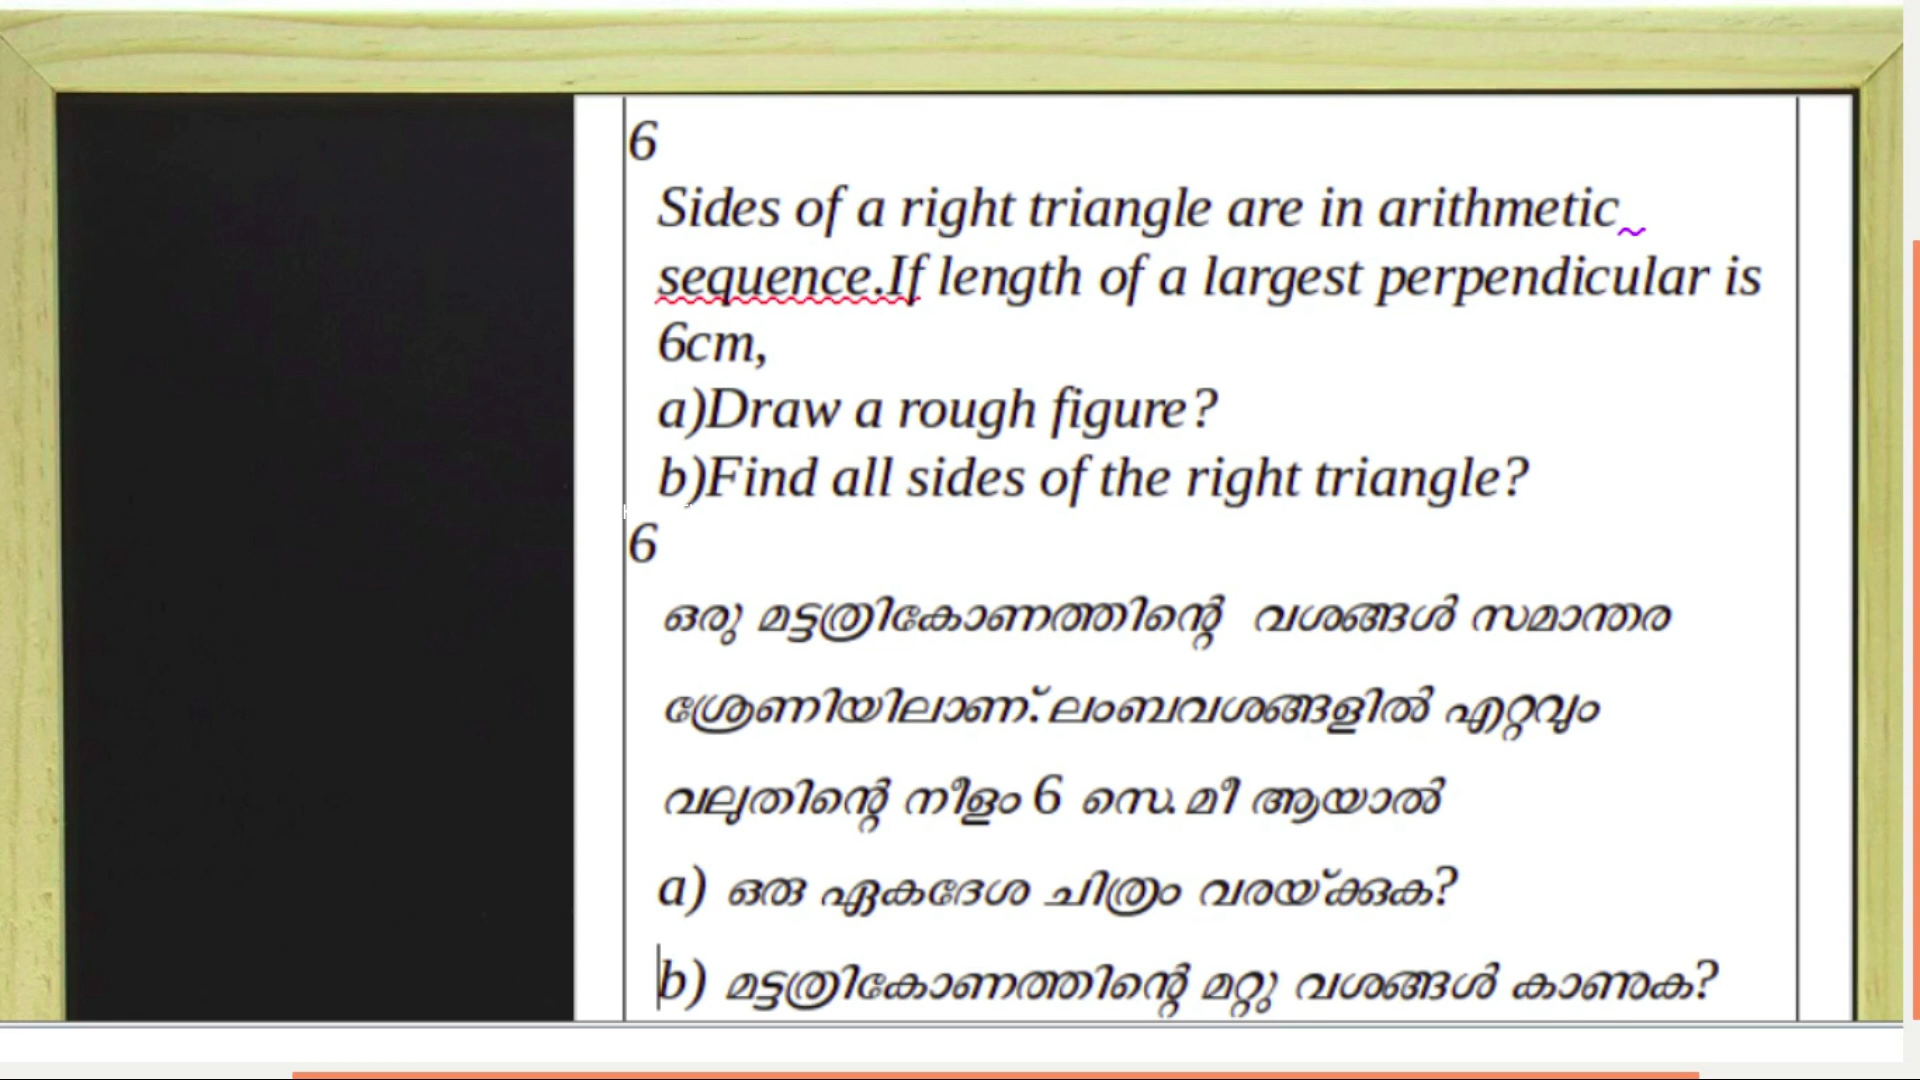 6
Sides of a right triangle are in arithmetic
sequence.If length of a largest perpendicular is
6cm,
a)Draw a rough figure?
b)Find all sides of the right triangle?
6
ഒരു മട്ടത്രികോണത്തിന്റെ വശങ്ങൾ സമാന്തര
ശ്രേണിയിലാണ്.ലംബവശങ്ങളിൽ എറ്റവും
വലുതിന്റെ നീളം 6 സെ.മീ ആയാൽ
a) ഒരു ഏകദേശ ചിത്രം വരയ്ക്കുക?
b) മട്ടത്രികോണത്തിന്റെ മറ്റു വശങ്ങൾ കാണുക?